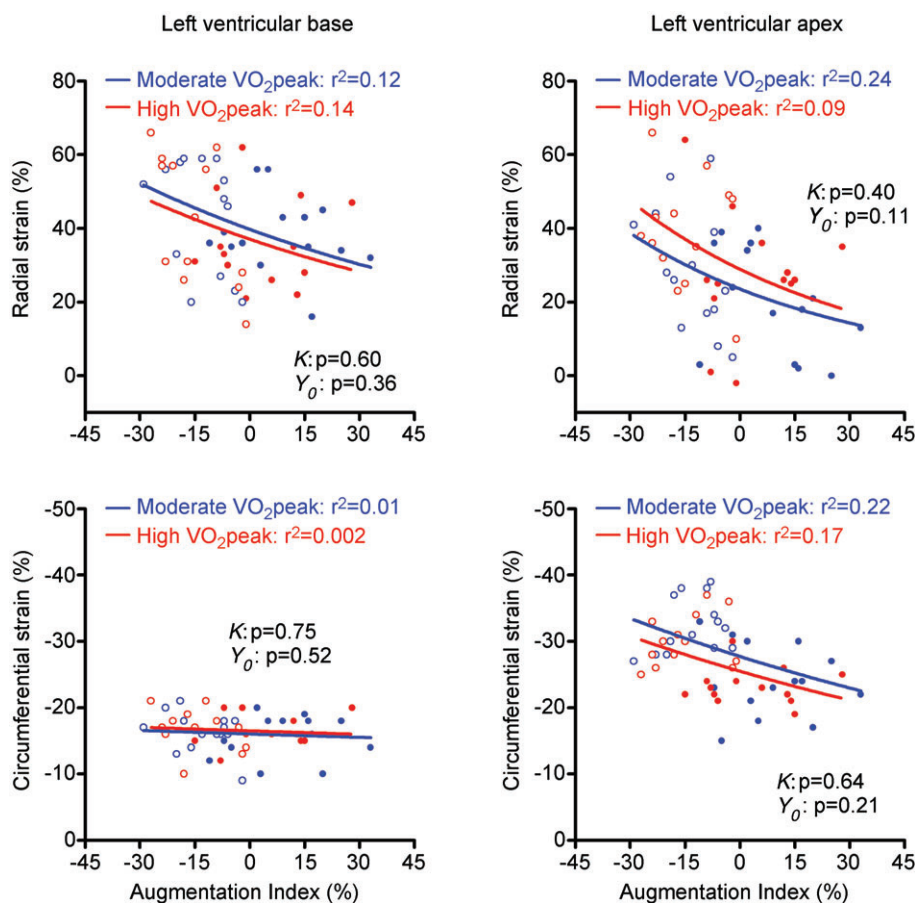 Left ventricular base
Left ventricular apex
Moderate VO₂peak: r²=0.12
High VO₂peak: r²=0.14
80
60
40
20
0
Radial strain (%)
K: p=0.60
Y₀: p=0.36
-45 -30 -15 0 15 30 45
Moderate VO₂peak: r²=0.24
High VO₂peak: r²=0.09
80
60
40
20
0
Radial strain (%)
K: p=0.40
Y₀: p=0.11
-45 -30 -15 0 15 30 45
Moderate VO₂peak: r²=0.01
High VO₂peak: r²=0.002
-50
-40
-30
-20
-10
0
Circumferential strain (%)
K: p=0.75
Y₀: p=0.52
-45 -30 -15 0 15 30 45
Augmentation Index (%)
Moderate VO₂peak: r²=0.22
High VO₂peak: r²=0.17
-50
-40
-30
-20
-10
0
Circumferential strain (%)
K: p=0.64
Y₀: p=0.21
-45 -30 -15 0 15 30 45
Augmentation Index (%)